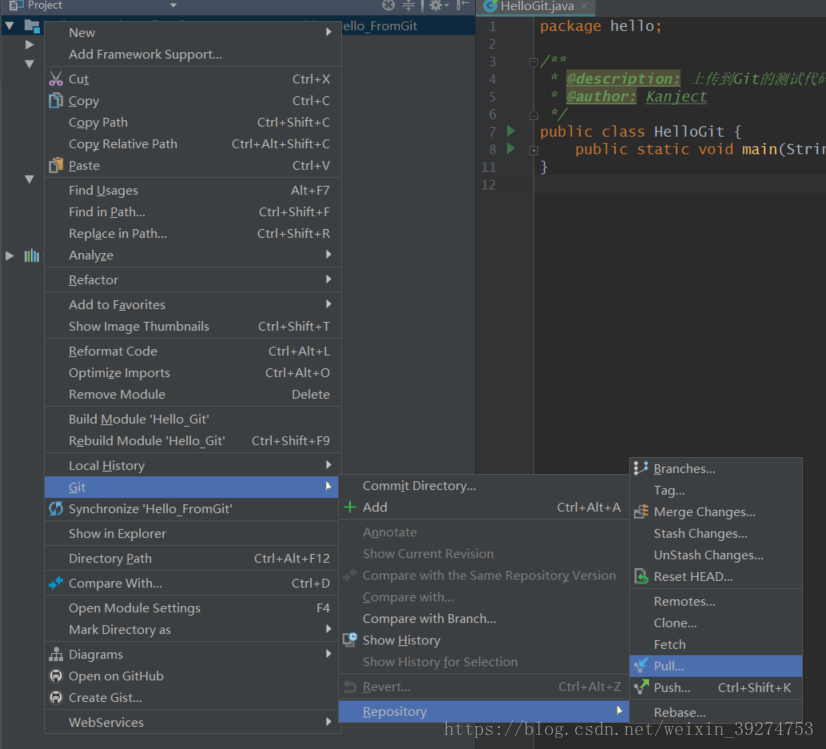 Project
HelloGit.java
ello_FromGit
New
Add Framework Support...
Cut Ctrl+X
Copy Ctrl+C
Copy Path Ctrl+Shift+C
Copy Relative Path Ctrl+Alt+Shift+C
Paste Ctrl+V
Find Usages Alt+F7
Find in Path... Ctrl+Shift+F
Replace in Path... Ctrl+Shift+R
Analyze
Refactor
Add to Favorites
Show Image Thumbnails Ctrl+Shift+T
Reformat Code Ctrl+Alt+L
Optimize Imports Ctrl+Alt+O
Remove Module Delete
Build Module 'Hello_Git'
Rebuild Module 'Hello_Git' Ctrl+Shift+F9
Local History
Git
Synchronize 'Hello_FromGit'
Show in Explorer
Directory Path Ctrl+Alt+F12
Compare With... Ctrl+D
Open Module Settings F4
Mark Directory as
Diagrams
Open on GitHub
Create Gist...
WebServices
1 package hello;
2
3 /**
4 * @description: 上传到Git的测试代码
5 * @author: Kanject
6 */
7 public class HelloGit {
8 public static void main(Strin
11 }
12
Commit Directory...
Add Ctrl+Alt+A
Annotate
Show Current Revision
Compare with the Same Repository Version
Compare with...
Compare with Branch...
Show History
Show History for Selection
Revert... Ctrl+Alt+Z
Repository
Branches...
Tag...
Merge Changes...
Stash Changes...
UnStash Changes...
Reset HEAD...
Remotes...
Clone...
Fetch
Pull...
Push... Ctrl+Shift+K
Rebase...
https://blog.csdn.net/weixin_39274753